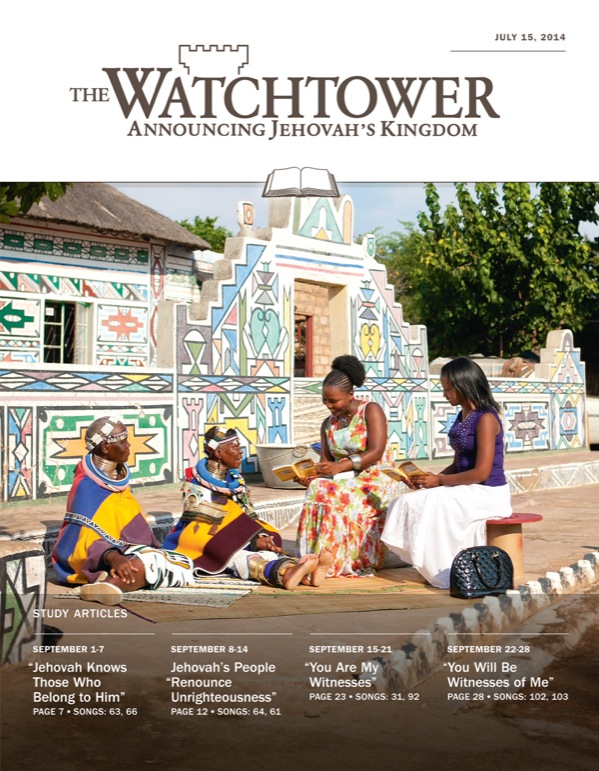 JULY 15, 2014
THE WATCHTOWER
ANNOUNCING JEHOVAH'S KINGDOM
STUDY ARTICLES
SEPTEMBER 1-7
“Jehovah Knows
Those Who
Belong to Him”
PAGE 7 • SONGS: 63, 66
SEPTEMBER 8-14
Jehovah’s People
“Renounce
Unrighteousness”
PAGE 12 • SONGS: 64, 61
SEPTEMBER 15-21
“You Are My
Witnesses”
PAGE 23 • SONGS: 31, 92
SEPTEMBER 22-28
“You Will Be
Witnesses of Me”
PAGE 28 • SONGS: 102, 103